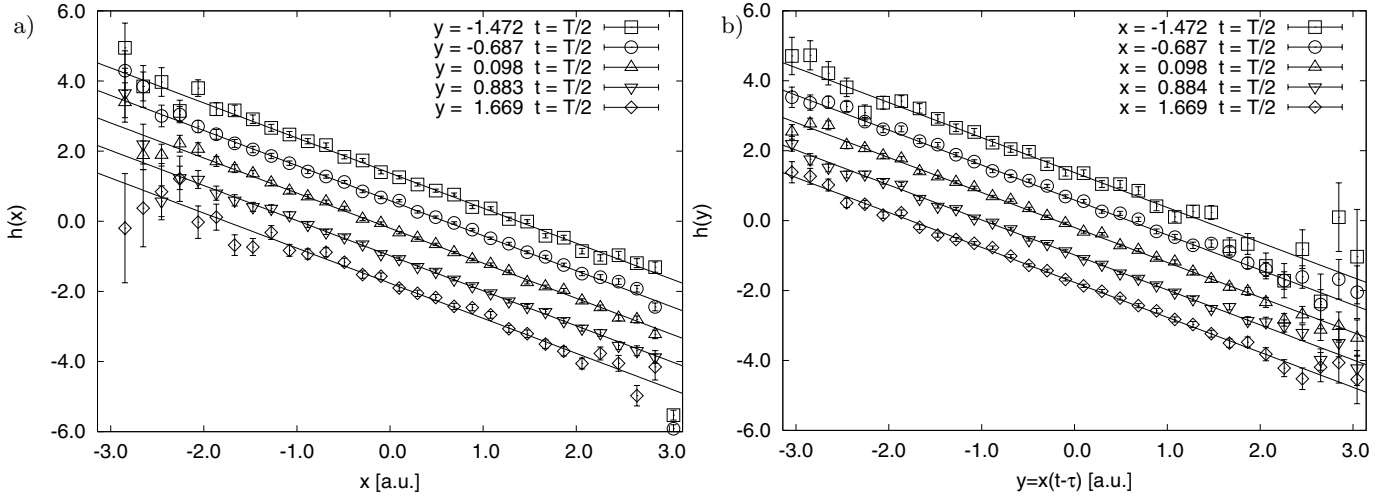 a)
h(x)
6.0
4.0
2.0
0.0
-2.0
-4.0
-6.0
-3.0 -2.0 -1.0 0.0 1.0 2.0 3.0
x [a.u.]
y = -1.472 t = T/2
y = -0.687 t = T/2
y = 0.098 t = T/2
y = 0.883 t = T/2
y = 1.669 t = T/2
b)
h(y)
6.0
4.0
2.0
0.0
-2.0
-4.0
-6.0
-3.0 -2.0 -1.0 0.0 1.0 2.0 3.0
y=x(t-τ) [a.u.]
x = -1.472 t = T/2
x = -0.687 t = T/2
x = 0.098 t = T/2
x = 0.884 t = T/2
x = 1.669 t = T/2